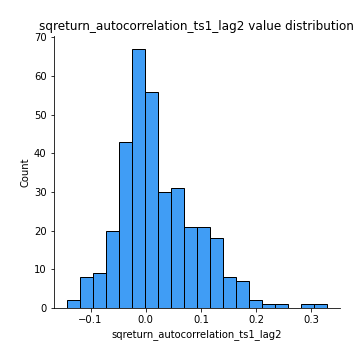 sqreturn_autocorrelation_ts1_lag2 value distribution
70
60
50
40
30
20
10
0
Count
−0.1 0.0 0.1 0.2 0.3
sqreturn_autocorrelation_ts1_lag2